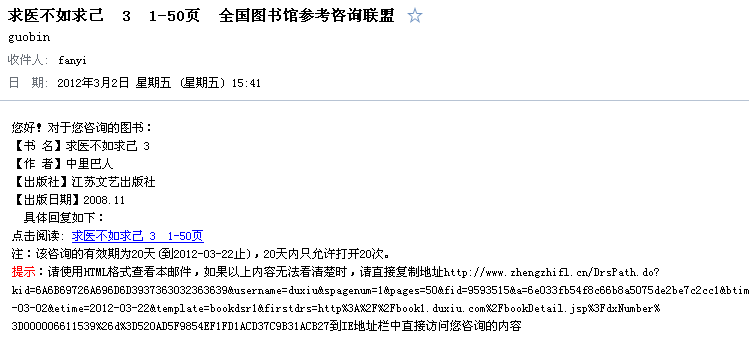 求医不如求己  3  1-50页  全国图书馆参考咨询联盟 ☆
guobin
收件人: fanyi
日  期: 2012年3月2日 星期五 (星期五) 15:41
您好! 对于您咨询的图书:
【书 名】求医不如求己 3
【作 者】中里巴人
【出版社】江苏文艺出版社
【出版日期】2008.11
具体回复如下:
点击阅读: 求医不如求己 3  1-50页
注:该咨询的有效期为20天(到2012-03-22止),20天内只允许打开20次。
提示:请使用HTML格式查看本邮件,如果以上内容无法看清楚时,请直接复制地址http://www.zhengzhifl.cn/DrsPath.do?
kid=6A6B69726A696D6D3937363032363639&username=duxiu&spagenum=1&pages=50&fid=9593515&a=6e033fb54f8c66b8a5075de2be7c2cc1&btim
-03-02&etime=2012-03-22&template=bookdsr1&firstdrs=http%3A%2F%2Fbook1.duxiu.com%2FbookDetail.jsp%3FdxNumber%
3D000006611539%26d%3D520AD5F9854EF1FD1ACD37C9B31ACB27到IE地址栏中直接访问您咨询的内容